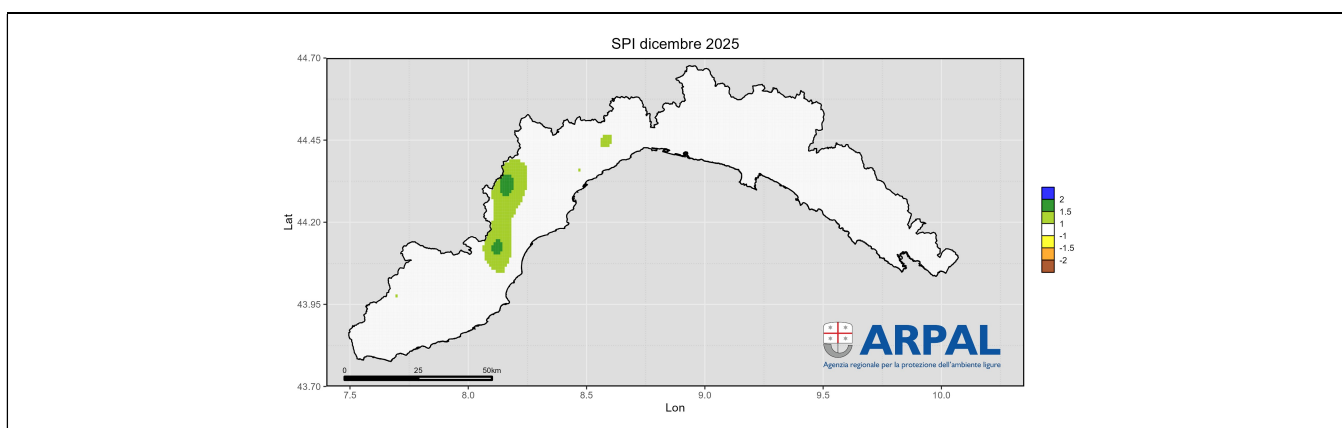 SPI dicembre 2025
44.70
44.45
44.20
43.95
43.70
Lat
7.5 8.0 8.5 9.0 9.5 10.0
Lon
0 25 50km
ARPAL
Agenzia regionale per la protezione dell'ambiente ligure
2
1.5
1
-1
-1.5
-2